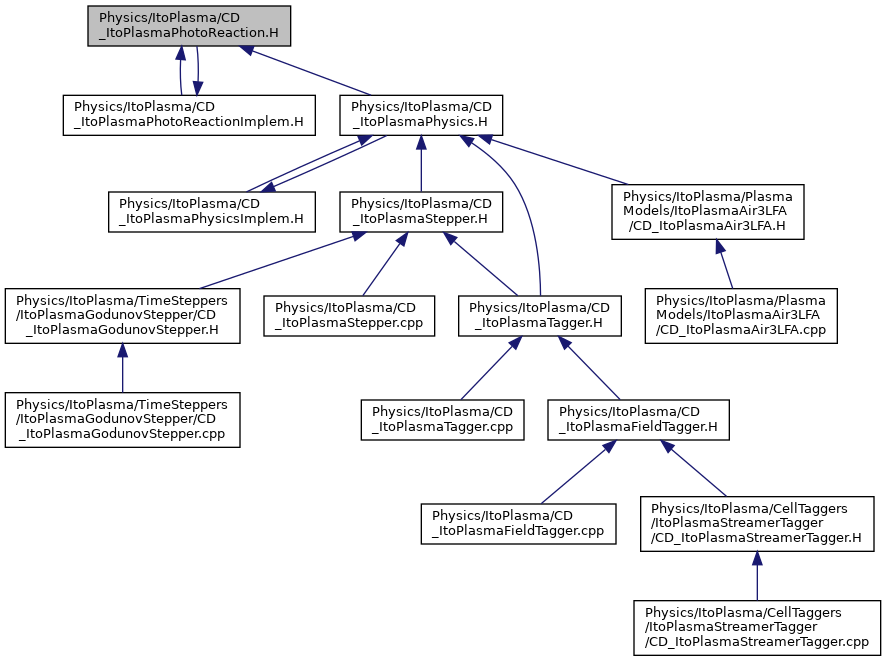 Physics/ItoPlasma/CD
_ItoPlasmaPhotoReaction.H
Physics/ItoPlasma/CD
_ItoPlasmaPhotoReactionImplem.H
Physics/ItoPlasma/CD
_ItoPlasmaPhysics.H
Physics/ItoPlasma/CD
_ItoPlasmaPhysicsImplem.H
Physics/ItoPlasma/CD
_ItoPlasmaStepper.H
Physics/ItoPlasma/Plasma
Models/ItoPlasmaAir3LFA
/CD_ItoPlasmaAir3LFA.H
Physics/ItoPlasma/TimeSteppers
/ItoPlasmaGodunovStepper/CD
_ItoPlasmaGodunovStepper.H
Physics/ItoPlasma/CD
_ItoPlasmaStepper.cpp
Physics/ItoPlasma/CD
_ItoPlasmaTagger.H
Physics/ItoPlasma/Plasma
Models/ItoPlasmaAir3LFA
/CD_ItoPlasmaAir3LFA.cpp
Physics/ItoPlasma/TimeSteppers
/ItoPlasmaGodunovStepper/CD
_ItoPlasmaGodunovStepper.cpp
Physics/ItoPlasma/CD
_ItoPlasmaTagger.cpp
Physics/ItoPlasma/CD
_ItoPlasmaFieldTagger.H
Physics/ItoPlasma/CD
_ItoPlasmaFieldTagger.cpp
Physics/ItoPlasma/CellTaggers
/ItoPlasmaStreamerTagger
/CD_ItoPlasmaStreamerTagger.H
Physics/ItoPlasma/CellTaggers
/ItoPlasmaStreamerTagger
/CD_ItoPlasmaStreamerTagger.cpp